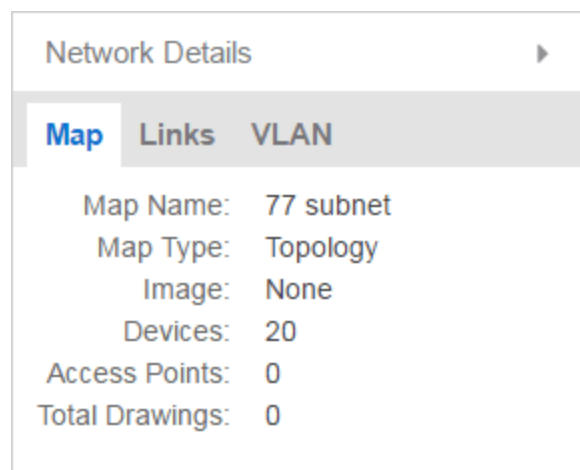 Network Details
Map Links VLAN
Map Name: 77 subnet
Map Type: Topology
Image: None
Devices: 20
Access Points: 0
Total Drawings: 0